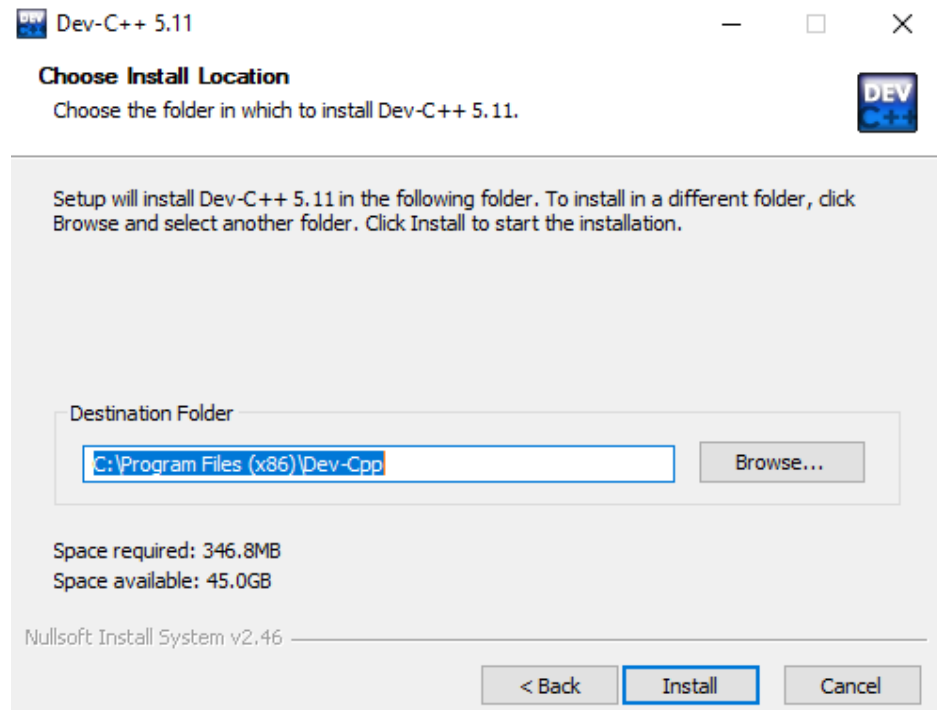 Dev-C++ 5.11
Choose Install Location
Choose the folder in which to install Dev-C++ 5.11.
DEV
C++
Setup will install Dev-C++ 5.11 in the following folder. To install in a different folder, click
Browse and select another folder. Click Install to start the installation.
Destination Folder
C:\Program Files (x86)\Dev-Cpp
Browse...
Space required: 346.8MB
Space available: 45.0GB
Nullsoft Install System v2.46
< Back
Install
Cancel